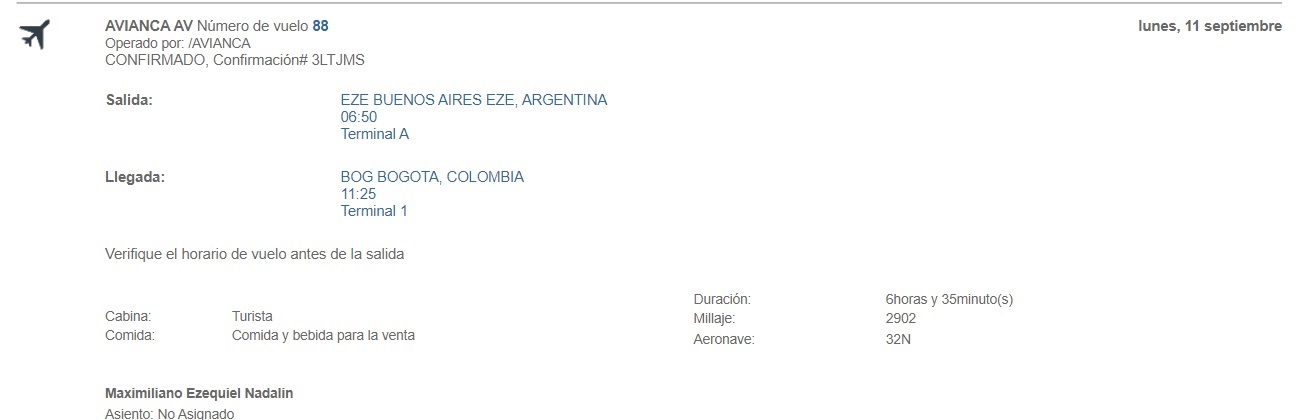 AVIANCA AV Número de vuelo 88
lunes, 11 septiembre
Operado por: /AVIANCA
CONFIRMADO, Confirmación# 3LTJMS
Salida: EZE BUENOS AIRES EZE, ARGENTINA
06:50
Terminal A
Llegada: BOG BOGOTA, COLOMBIA
11:25
Terminal 1
Verifique el horario de vuelo antes de la salida
Cabina: Turista
Comida: Comida y bebida para la venta
Duración: 6horas y 35minuto(s)
Millaje: 2902
Aeronave: 32N
Maximiliano Ezequiel Nadalin
Asiento: No Asignado